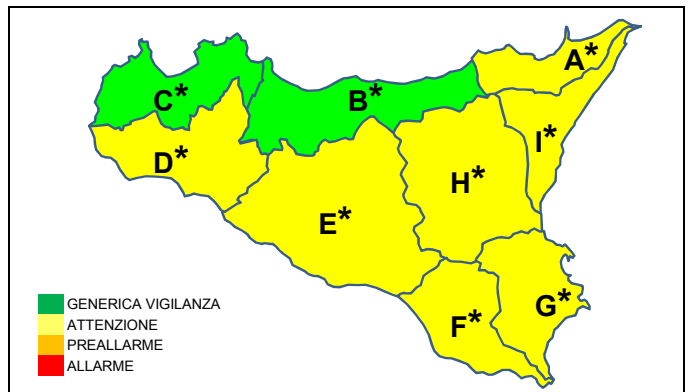 A*
C*
B*
I*
D*
H*
E*
G*
F*
GENERICA VIGILANZA
ATTENZIONE
PREALLARME
ALLARME